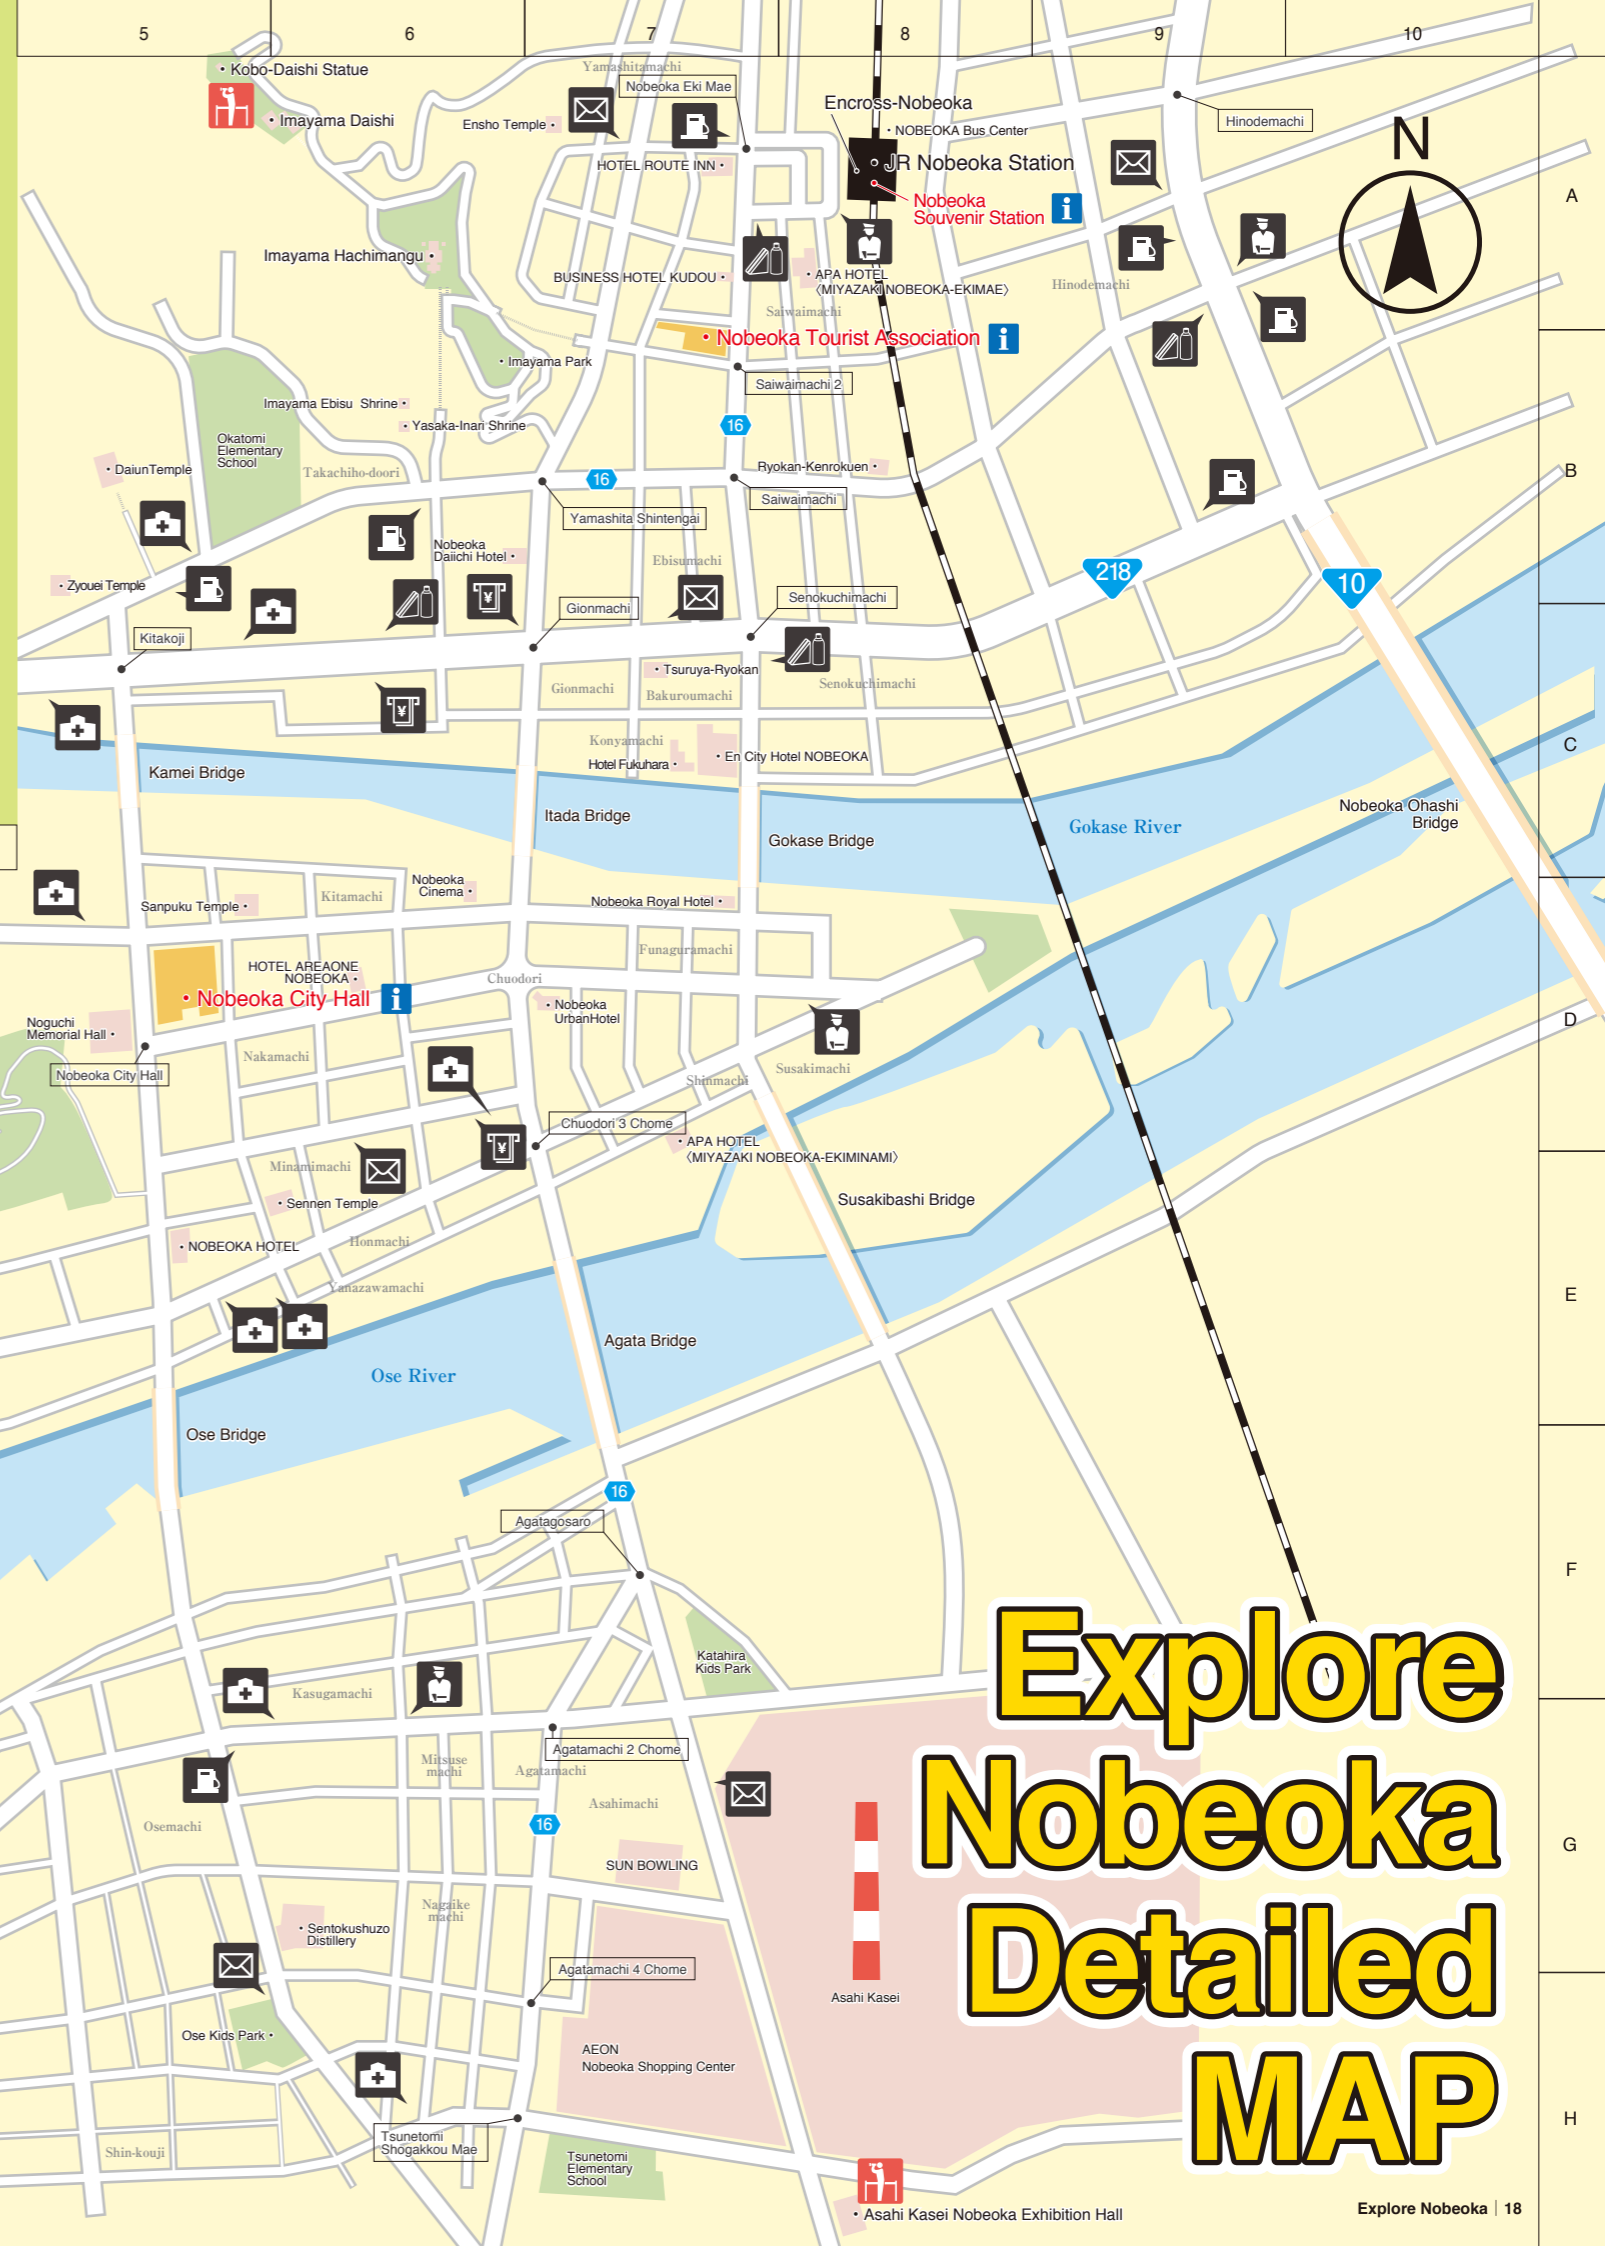 5
6
7
8
9
10
Kobo-Daishi Statue
Imayama Daishi
Yamashitamachi
Nobeoka Eki Mae
Ensho Temple
HOTEL ROUTE INN
Encross-Nobeoka
NOBEOKA Bus Center
JR Nobeoka Station
Nobeoka
Souvenir Station
i
Hinodemachi
N
A
Imayama Hachimangu
BUSINESS HOTEL KUDOU
APA HOTEL
〈MIYAZAKI NOBEOKA-EKIMAE〉
Hinodemachi
Saiwaimachi
Nobeoka Tourist Association
i
Imayama Park
Saiwaimachi 2
Imayama Ebisu Shrine
Yasaka-Inari Shrine
16
Okatomi
Elementary
School
DaiunTemple
Takachiho-doori
16
Ryokan-Kenrokuen
B
Saiwaimachi
Yamashita Shintengai
Nobeoka
Daiichi Hotel
Ebisumachi
218
10
Zyouei Temple
¥
Gionmachi
Senokuchimachi
Kitakoji
Tsuruya-Ryokan
Gionmachi
Bakuroumachi
Senokuchimachi
¥
Konyamachi
Hotel Fukuhara
En City Hotel NOBEOKA
C
Kamei Bridge
Itada Bridge
Gokase Bridge
Gokase River
Nobeoka Ohashi
Bridge
Nobeoka
Cinema
Sanpuku Temple
Kitamachi
Nobeoka Royal Hotel
Funaguramachi
HOTEL AREAONE
NOBEOKA
Chuodori
Nobeoka City Hall
i
Nobeoka
UrbanHotel
Noguchi
Memorial Hall
D
Nakamachi
Nobeoka City Hall
Shinmachi
Susakimachi
Chuodori 3 Chome
¥
APA HOTEL
〈MIYAZAKI NOBEOKA-EKIMINAMI〉
Minamimachi
Sennen Temple
Susakibashi Bridge
NOBEOKA HOTEL
Honmachi
Yanazawamachi
E
Agata Bridge
Ose River
Ose Bridge
16
Agatagosaro
F
Katahira
Kids Park
Kasugamachi
Agatamachi 2 Chome
Mitsuse
machi
Agatamachi
Asahimachi
Osemachi
16
G
SUN BOWLING
Nagaike
machi
Sentokushuzo
Distillery
Agatamachi 4 Chome
Asahi Kasei
Ose Kids Park
AEON
Nobeoka Shopping Center
H
Tsunetomi
Shogakkou Mae
Shin-kouji
Tsunetomi
Elementary
School
Asahi Kasei Nobeoka Exhibition Hall
Explore
Nobeoka
Detailed
MAP
Explore Nobeoka | 18